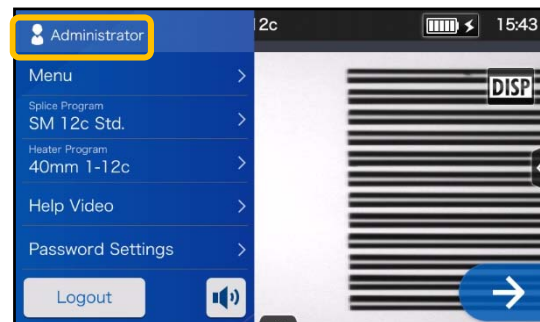 Administrator
12c
15:43
Menu
DISP
Splice Program
SM 12c Std.
Heater Program
40mm 1-12c
Help Video
Password Settings
Logout